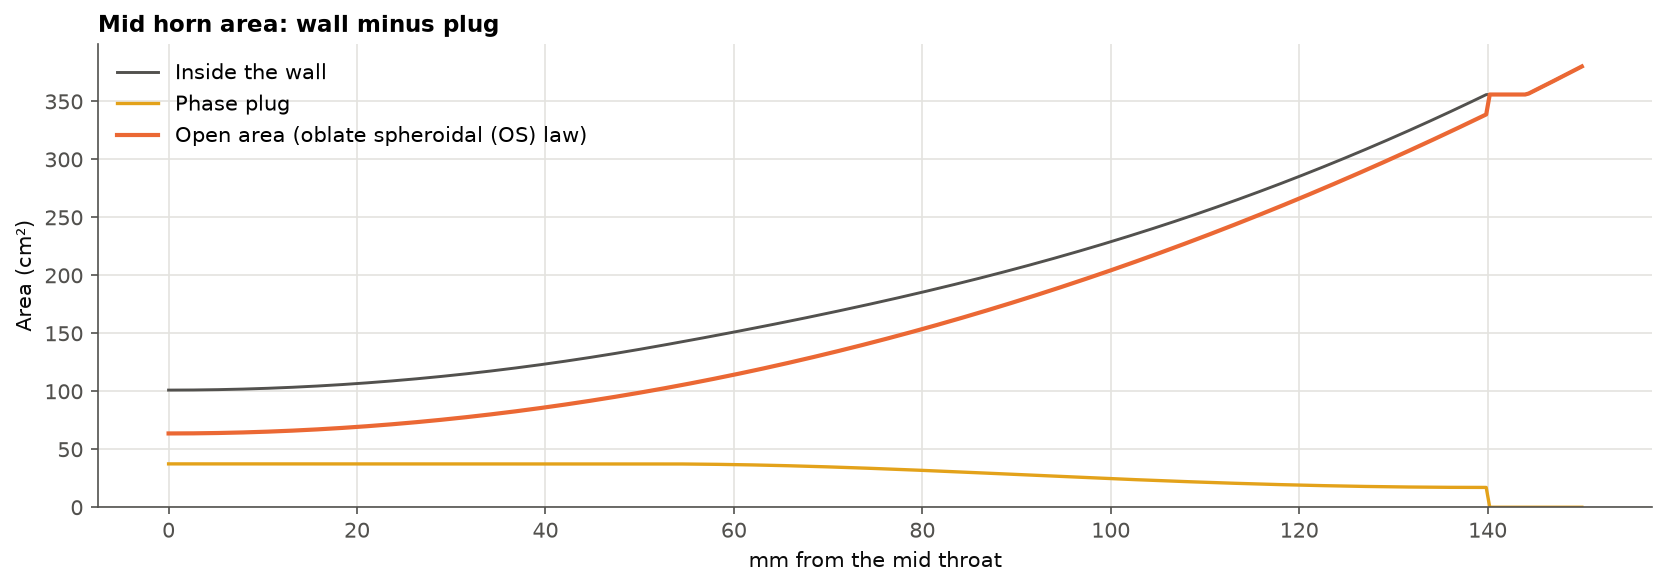 Mid horn area: wall minus plug
Inside the wall
Phase plug
Open area (oblate spheroidal (OS) law)
Area (cm²)
350
300
250
200
150
100
50
0
0 20 40 60 80 100 120 140
mm from the mid throat